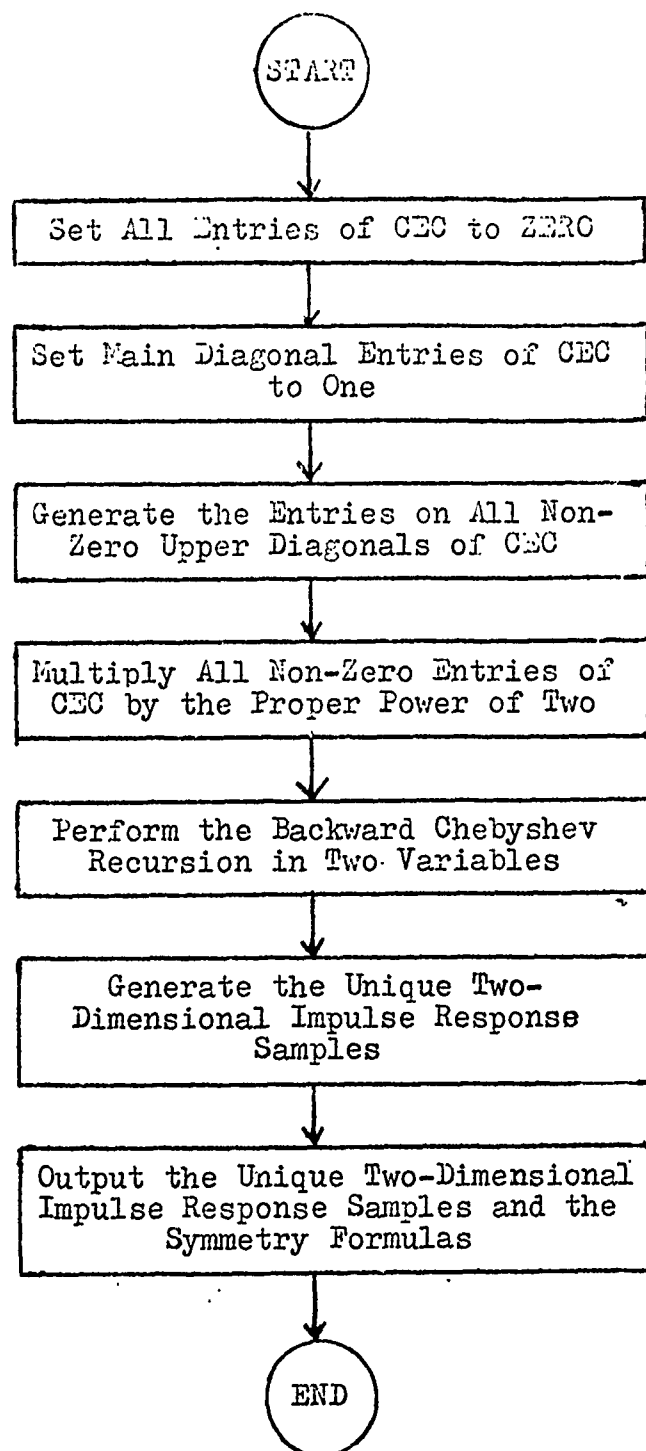 START
Set All Entries of CEC to ZERO
Set Main Diagonal Entries of CEC
to One
Generate the Entries on All Non-
Zero Upper Diagonals of CEC
Multiply All Non-Zero Entries of
CEC by the Proper Power of Two
Perform the Backward Chebyshev
Recursion in Two Variables
Generate the Unique Two-
Dimensional Impulse Response
Samples
Output the Unique Two-Dimensional
Impulse Response Samples and the
Symmetry Formulas
END